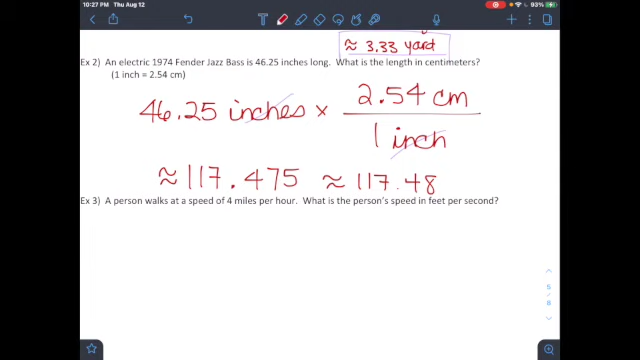 10:27 PM Thu Aug 12
93%
≈ 3.33 yard
Ex 2) An electric 1974 Fender Jazz Bass is 46.25 inches long. What is the length in centimeters?
(1 inch = 2.54 cm)
46.25 inches × 2.54 cm
1 inch
≈ 117.475 ≈ 117.48
Ex 3) A person walks at a speed of 4 miles per hour. What is the person's speed in feet per second?
5
8